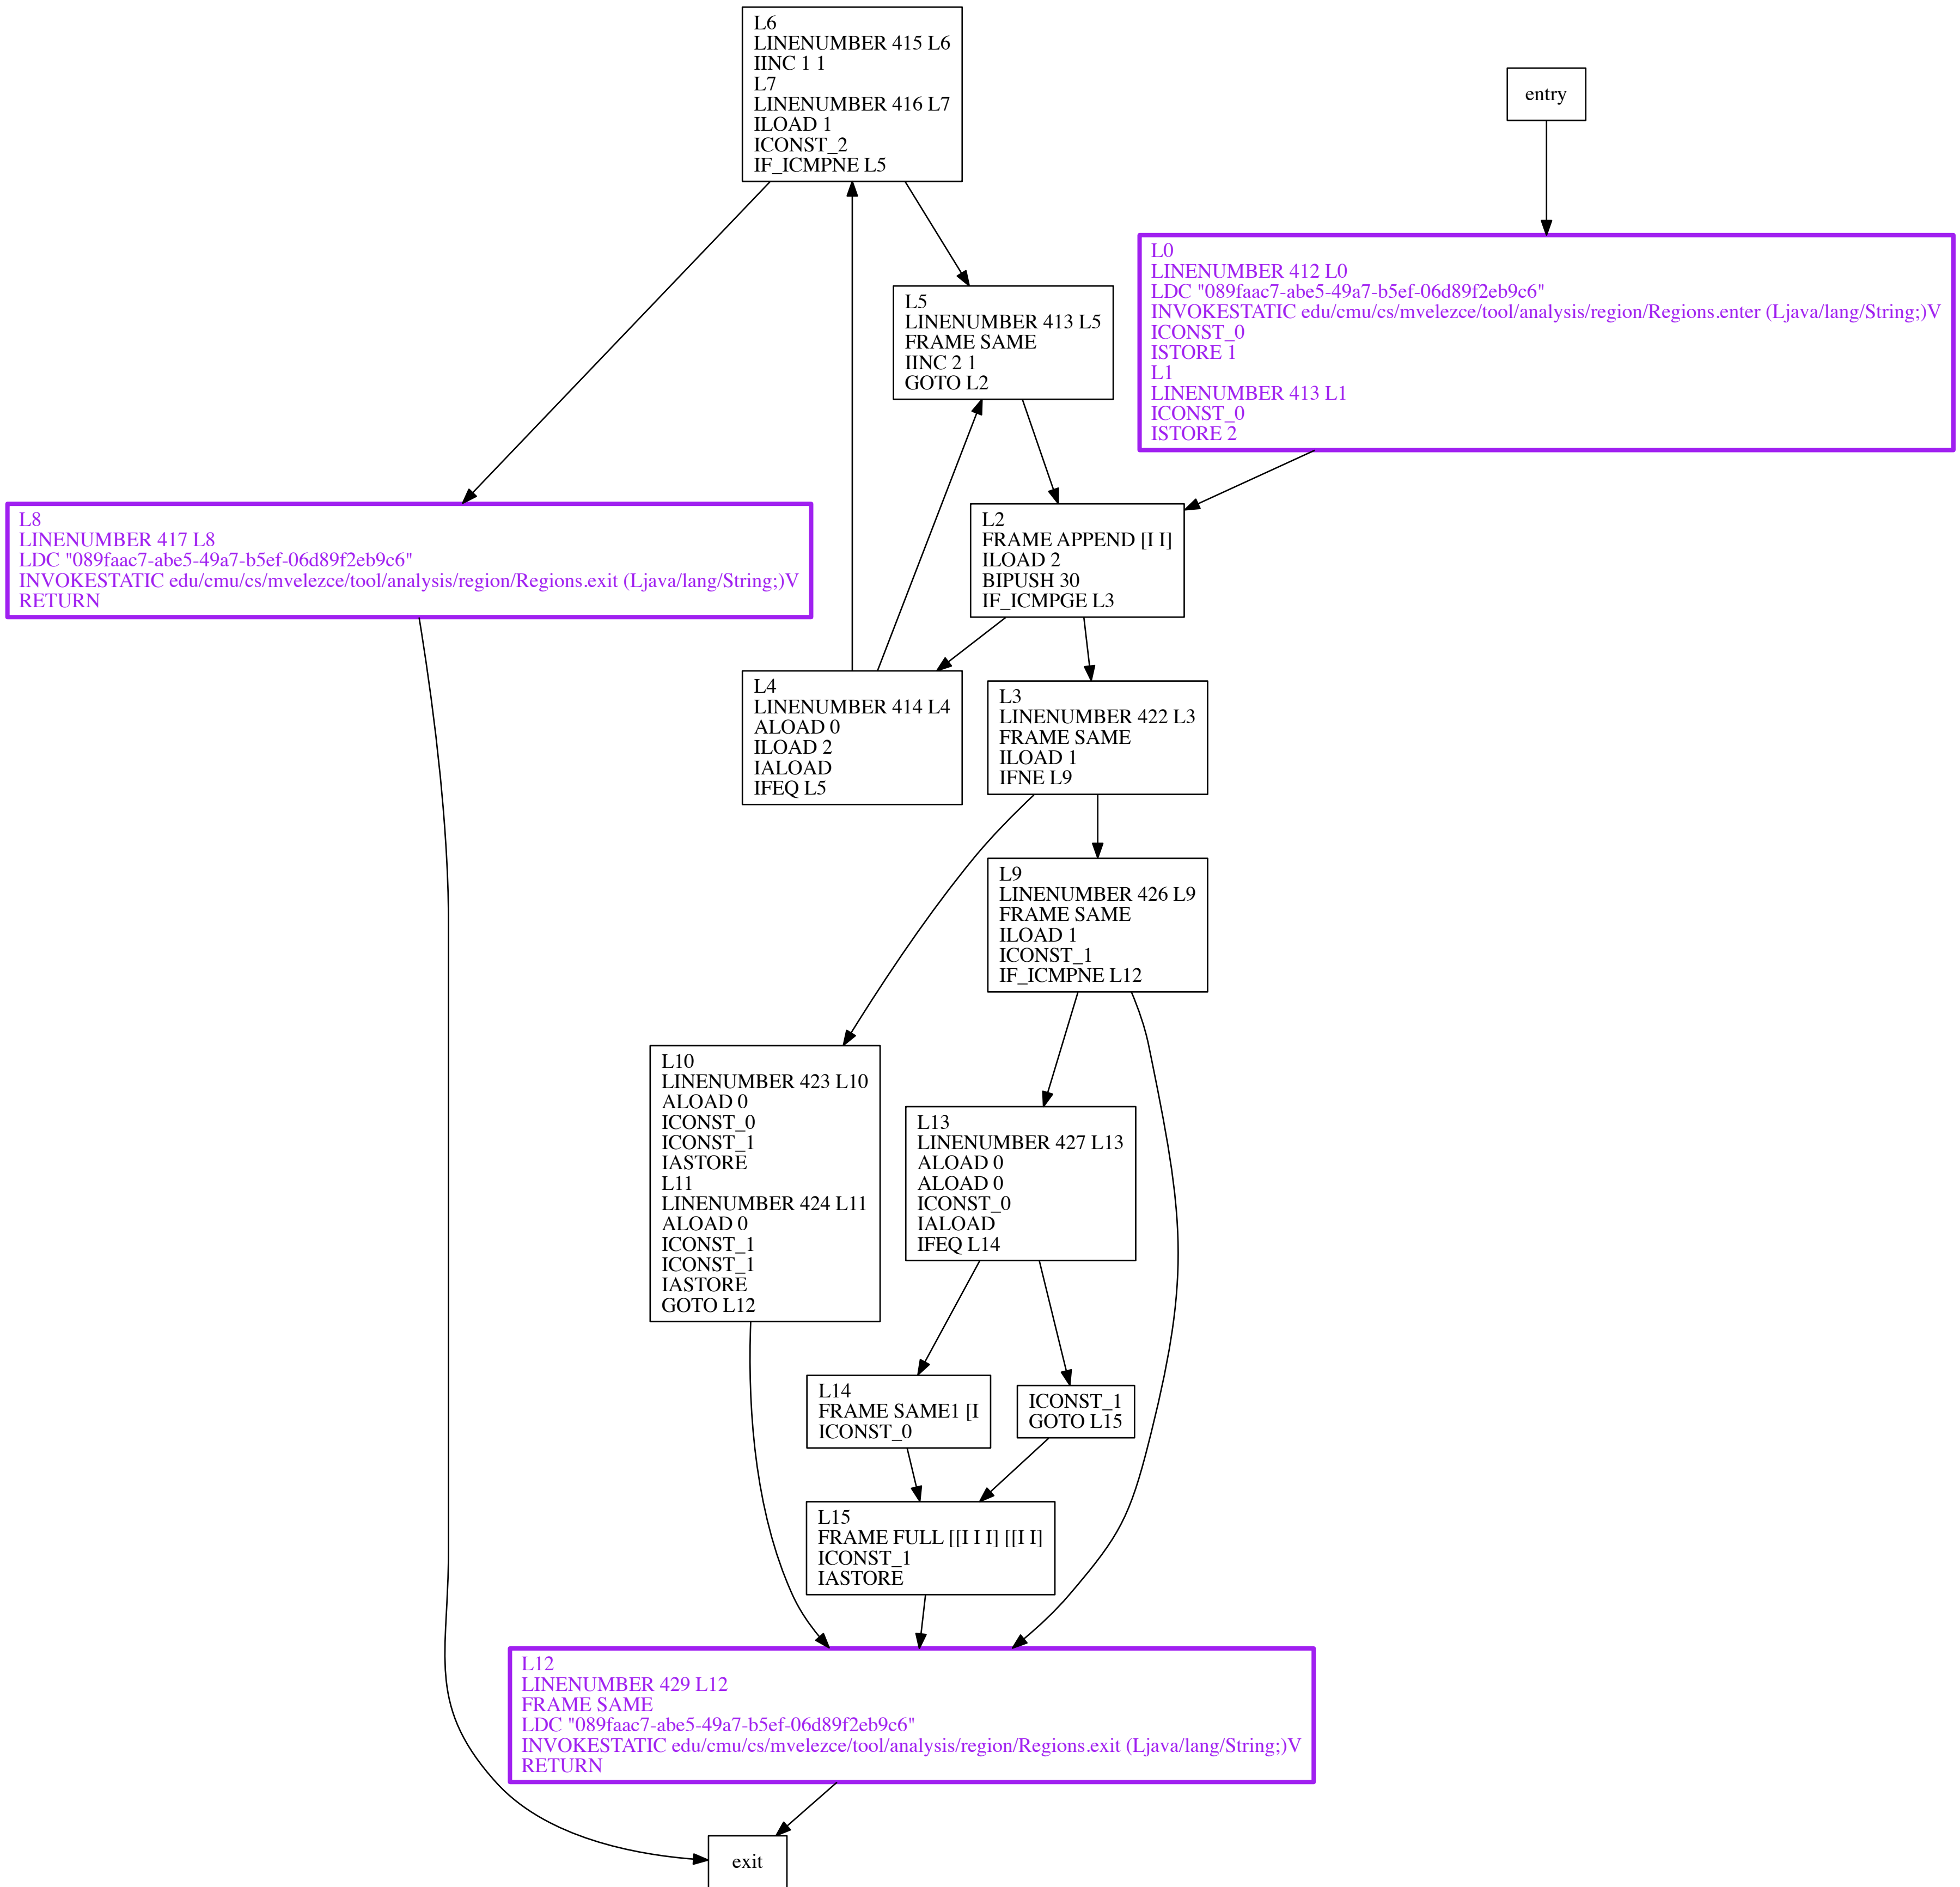 L6
LINENUMBER 415 L6
IINC 1 1
L7
LINENUMBER 416 L7
ILOAD 1
ICONST_2
IF_ICMPNE L5
entry
L0
LINENUMBER 412 L0
LDC "089faac7-abe5-49a7-b5ef-06d89f2eb9c6"
INVOKESTATIC edu/cmu/cs/mvelezce/tool/analysis/region/Regions.enter (Ljava/lang/String;)V
ICONST_0
ISTORE 1
L1
LINENUMBER 413 L1
ICONST_0
ISTORE 2
L5
LINENUMBER 413 L5
FRAME SAME
IINC 2 1
GOTO L2
L8
LINENUMBER 417 L8
LDC "089faac7-abe5-49a7-b5ef-06d89f2eb9c6"
INVOKESTATIC edu/cmu/cs/mvelezce/tool/analysis/region/Regions.exit (Ljava/lang/String;)V
RETURN
L2
FRAME APPEND [I I]
ILOAD 2
BIPUSH 30
IF_ICMPGE L3
L4
LINENUMBER 414 L4
ALOAD 0
ILOAD 2
IALOAD
IFEQ L5
L3
LINENUMBER 422 L3
FRAME SAME
ILOAD 1
IFNE L9
L9
LINENUMBER 426 L9
FRAME SAME
ILOAD 1
ICONST_1
IF_ICMPNE L12
L10
LINENUMBER 423 L10
ALOAD 0
ICONST_0
ICONST_1
IASTORE
L11
LINENUMBER 424 L11
ALOAD 0
ICONST_1
ICONST_1
IASTORE
GOTO L12
L13
LINENUMBER 427 L13
ALOAD 0
ALOAD 0
ICONST_0
IALOAD
IFEQ L14
L14
FRAME SAME1 [I
ICONST_0
ICONST_1
GOTO L15
L15
FRAME FULL [[I I I] [[I I]
ICONST_1
IASTORE
L12
LINENUMBER 429 L12
FRAME SAME
LDC "089faac7-abe5-49a7-b5ef-06d89f2eb9c6"
INVOKESTATIC edu/cmu/cs/mvelezce/tool/analysis/region/Regions.exit (Ljava/lang/String;)V
RETURN
exit